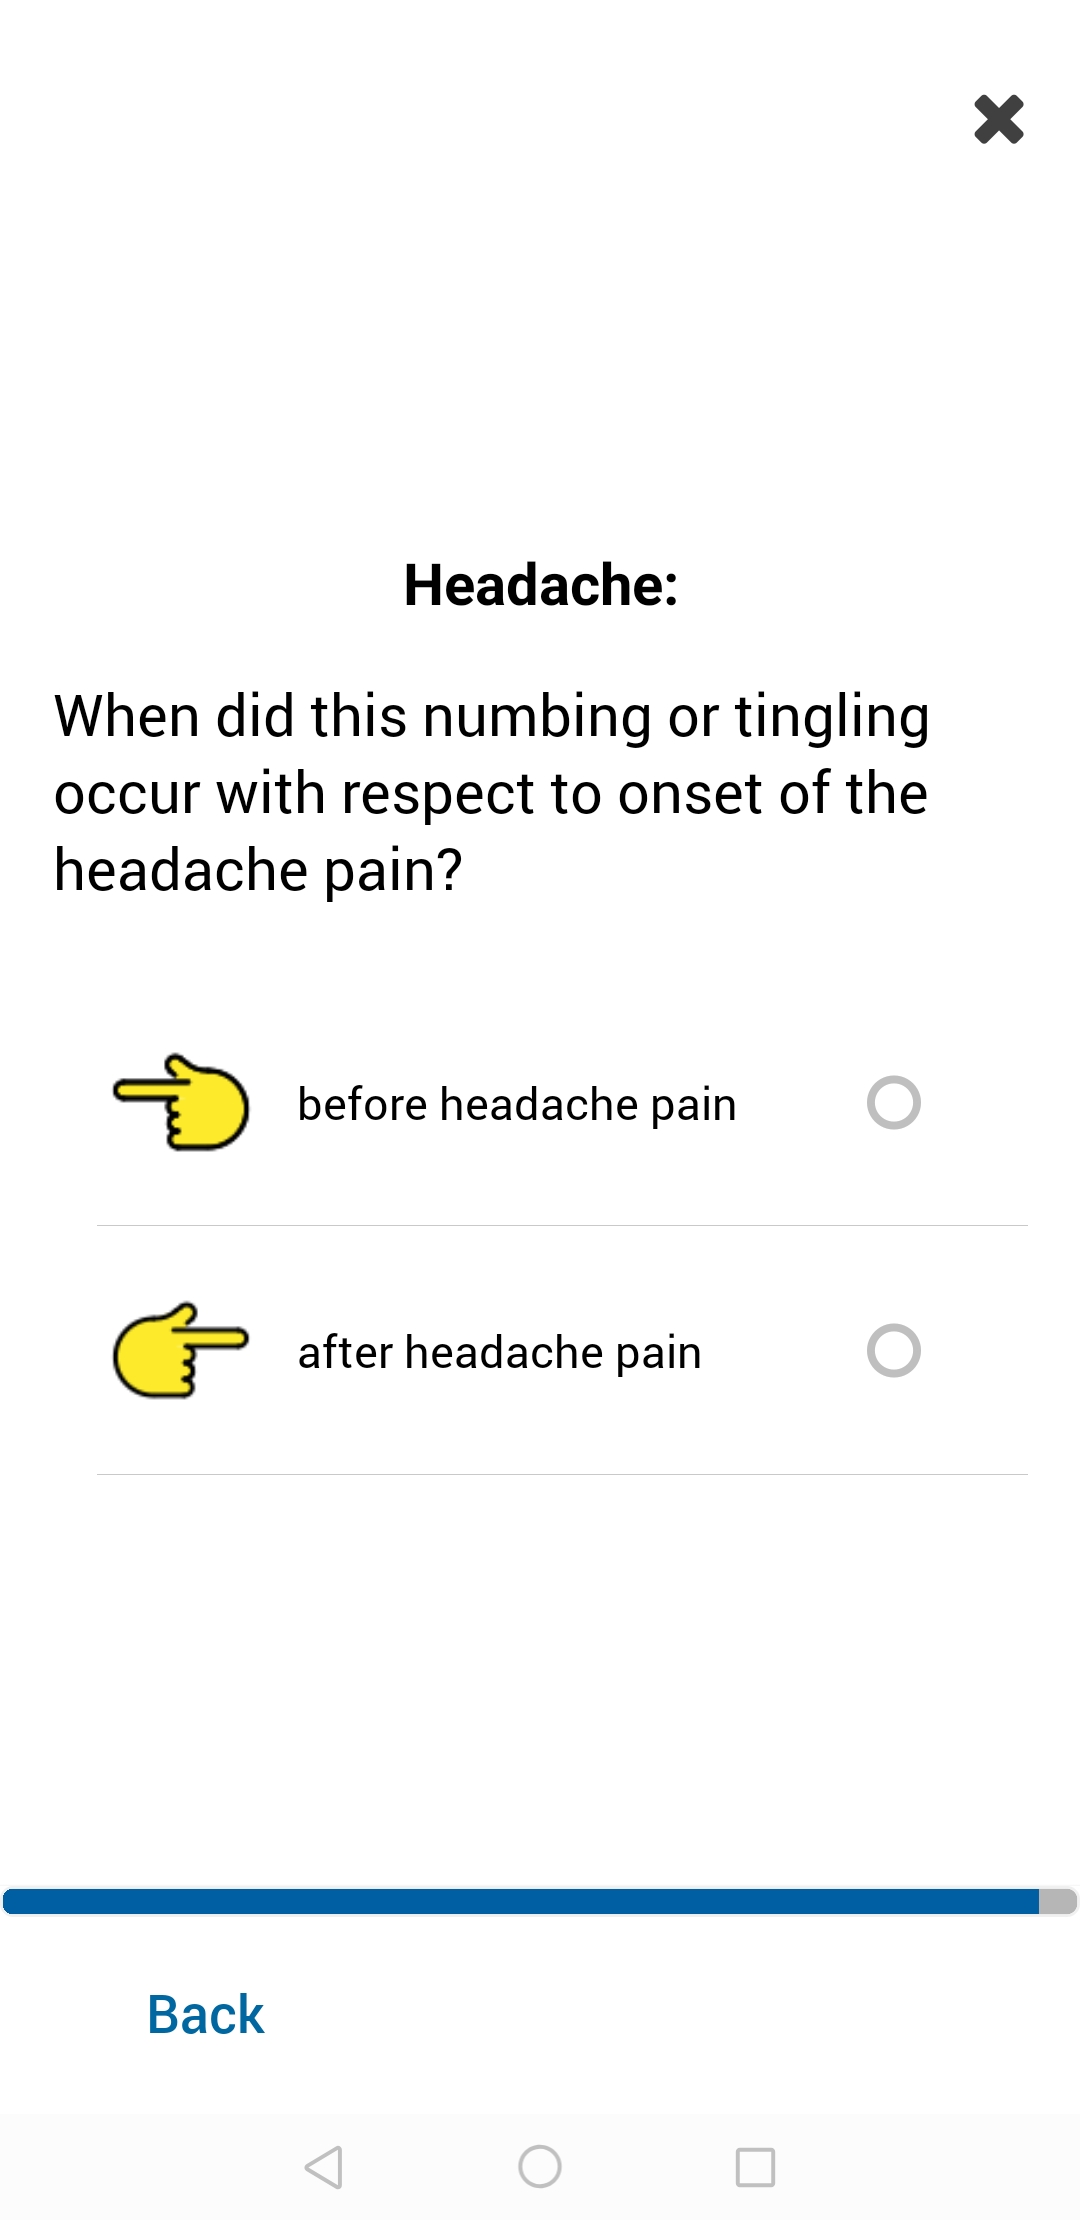 Headache:
When did this numbing or tingling
occur with respect to onset of the
headache pain?
before headache pain
after headache pain
Back